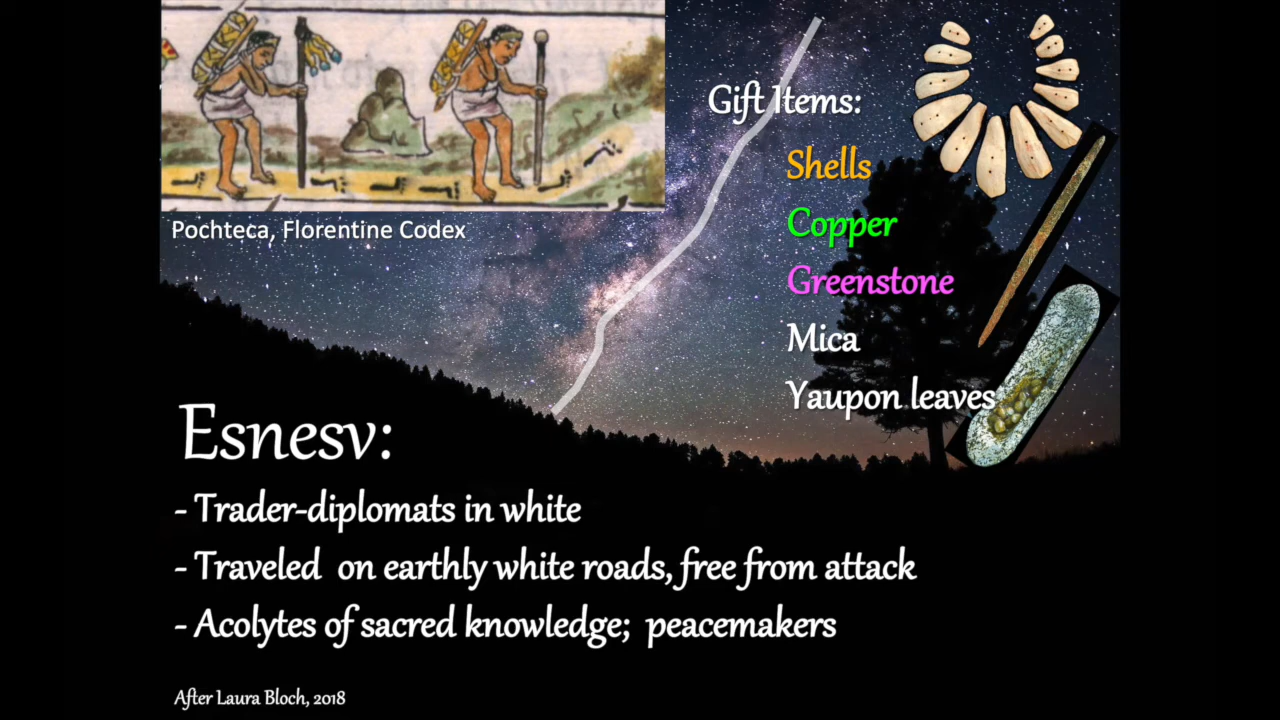 Pochteca, Florentine Codex
Gift Items:
Shells
Copper
Greenstone
Mica
Yaupon leaves
Esnesv:
- Trader-diplomats in white
- Traveled on earthly white roads, free from attack
- Acolytes of sacred knowledge; peacemakers
After Laura Bloch, 2018